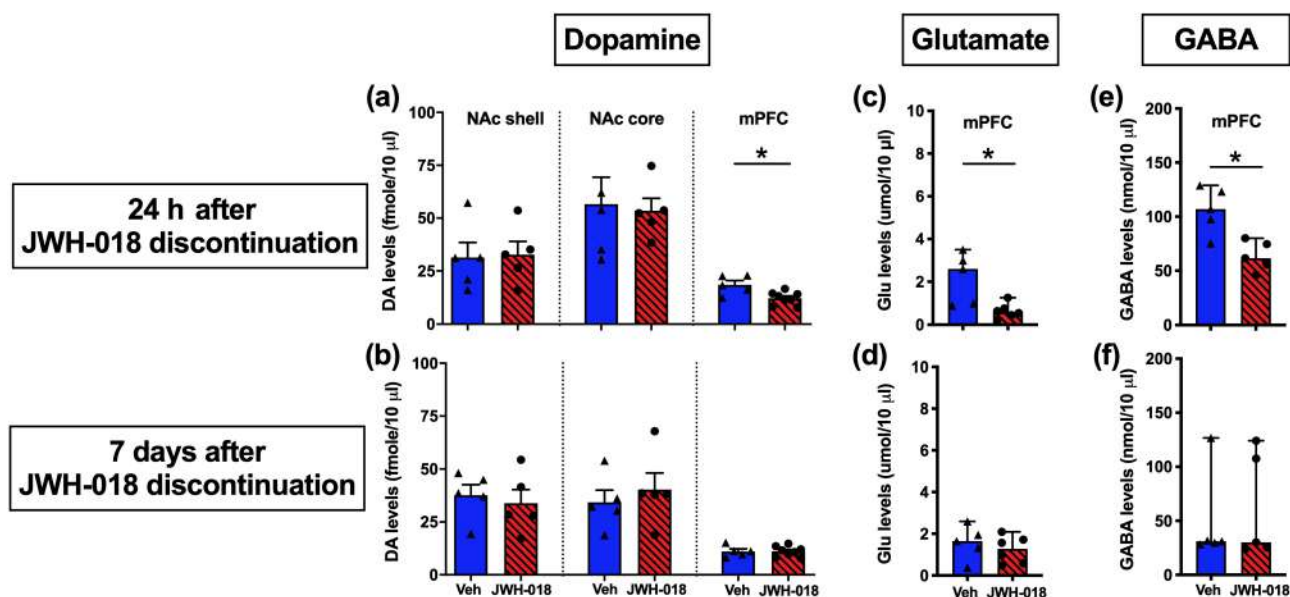 Dopamine
Glutamate
GABA
24 h after
JWH-018 discontinuation
(a)
DA levels (fmole/10 µl)
100
75
50
25
0
NAc shell
NAc core
mPFC
*
(c)
Glu levels (umol/10 µl)
10
8
6
4
2
0
mPFC
*
(e)
GABA levels (nmol/10 µl)
200
150
100
50
0
mPFC
*
7 days after
JWH-018 discontinuation
(b)
DA levels (fmole/10 µl)
100
75
50
25
0
Veh JWH-018
Veh JWH-018
Veh JWH-018
(d)
Glu levels (umol/10 µl)
10
8
6
4
2
0
Veh JWH-018
(f)
GABA levels (nmol/10 µl)
200
150
100
50
0
Veh JWH-018